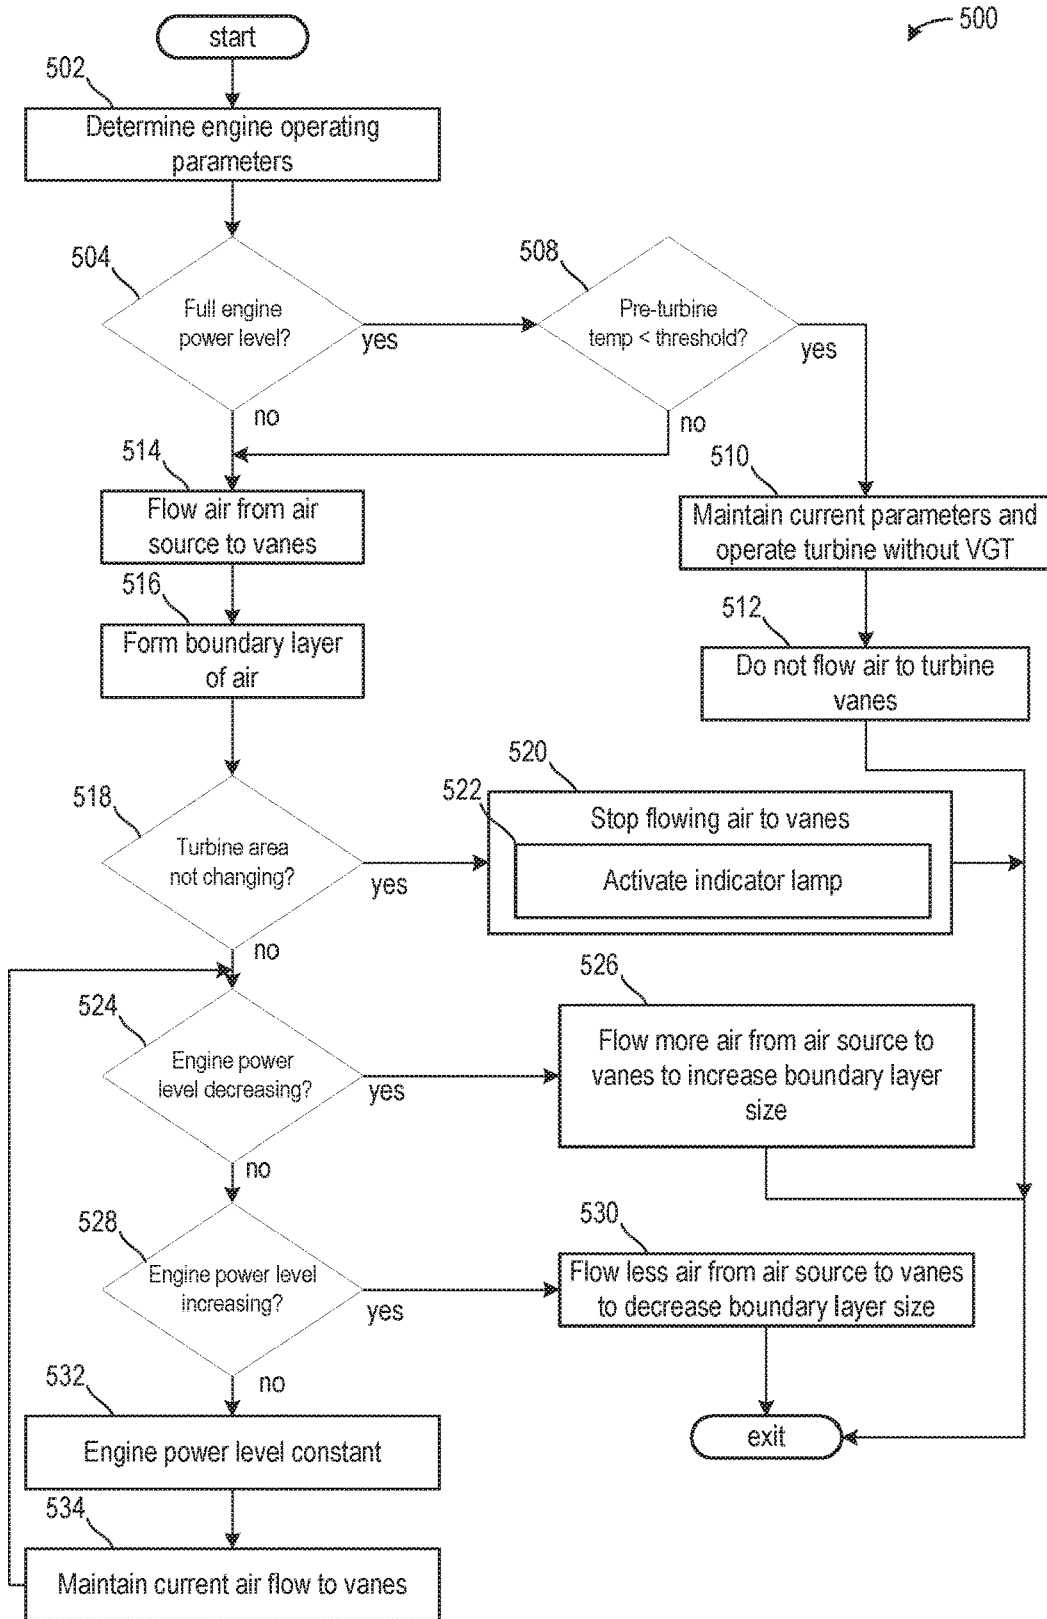 500
start
502
Determine engine operating
parameters
504
Full engine
power level?
yes
no
508
Pre-turbine
temp < threshold?
yes
no
510
Maintain current parameters and
operate turbine without VGT
512
Do not flow air to turbine
vanes
514
Flow air from air
source to vanes
516
Form boundary layer
of air
518
Turbine area
not changing?
yes
no
520
Stop flowing air to vanes
522
Activate indicator lamp
524
Engine power
level decreasing?
yes
no
526
Flow more air from air source to
vanes to increase boundary layer
size
528
Engine power level
increasing?
yes
no
530
Flow less air from air source to vanes
to decrease boundary layer size
532
Engine power level constant
534
Maintain current air flow to vanes
exit